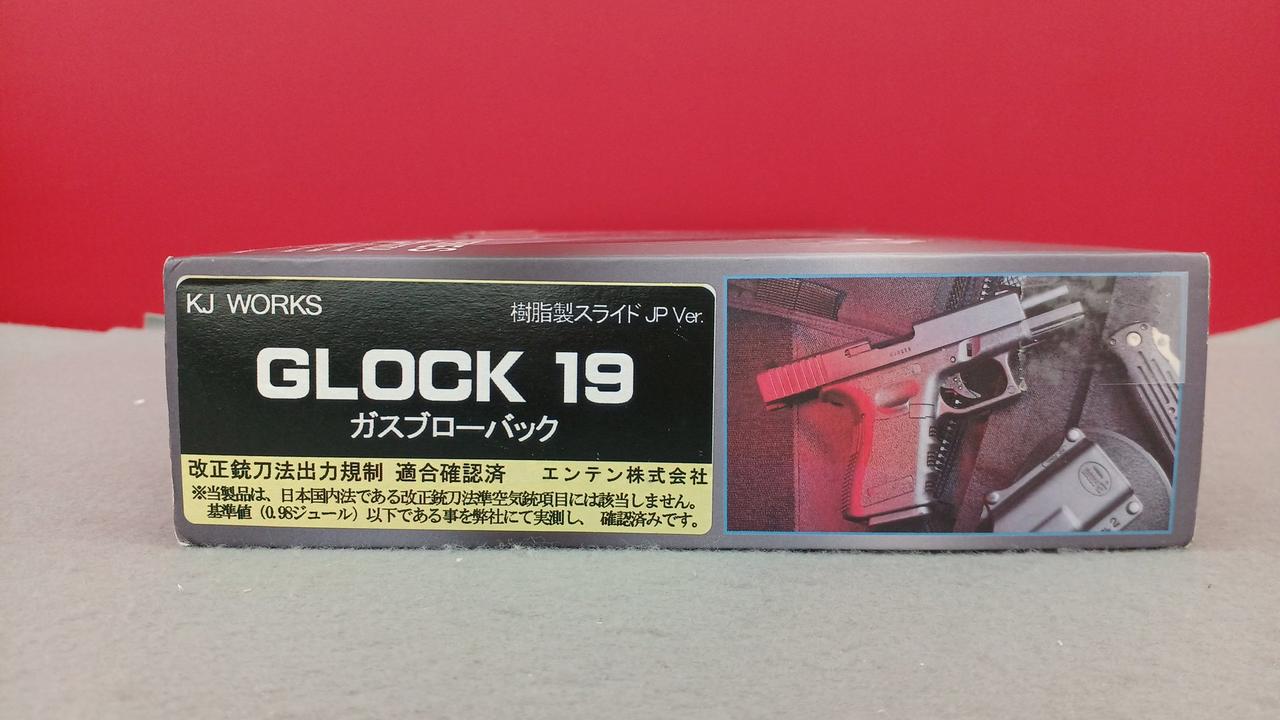 KJ WORKS
樹脂製スライド JP Ver.
GLOCK 19
ガスブローバック
改正銃刀法出力規制 適合確認済 エンテン株式会社
※当製品は、日本国内法である改正銃刀法準空気銃項目には該当しません。
基準値（0.98ジュール）以下である事を弊社にて実測し、 確認済みです。